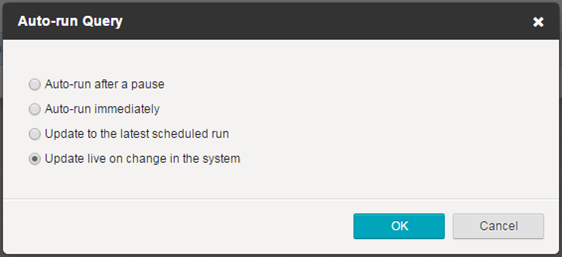 Auto-run Query
Auto-run after a pause
Auto-run immediately
Update to the latest scheduled run
Update live on change in the system
OK
Cancel